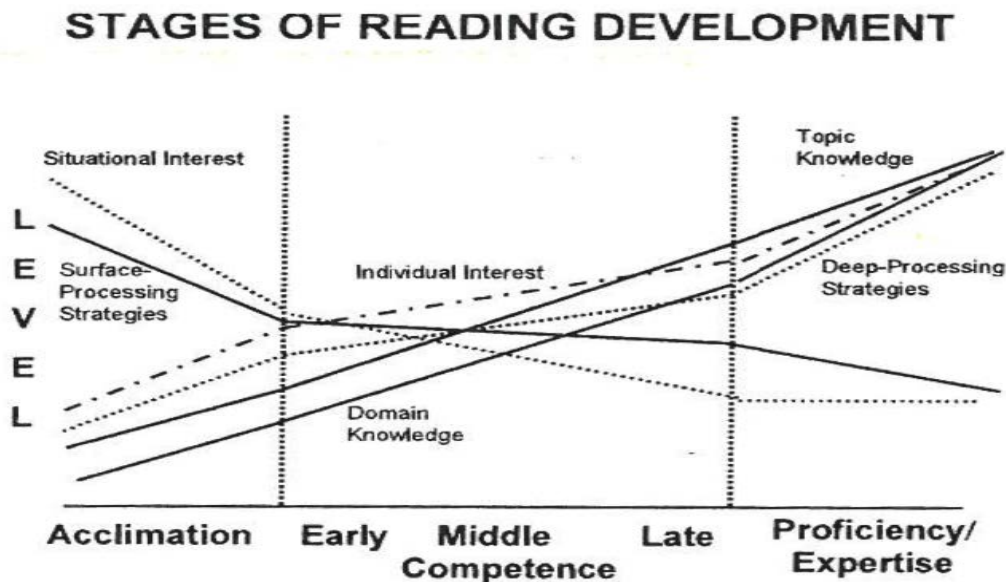 STAGES OF READING DEVELOPMENT
Situational Interest
Topic
Knowledge
L
E
V
E
L
Surface-
Processing
Strategies
Individual Interest
Deep-Processing
Strategies
Domain
Knowledge
Acclimation
Early
Middle
Late
Competence
Proficiency/
Expertise